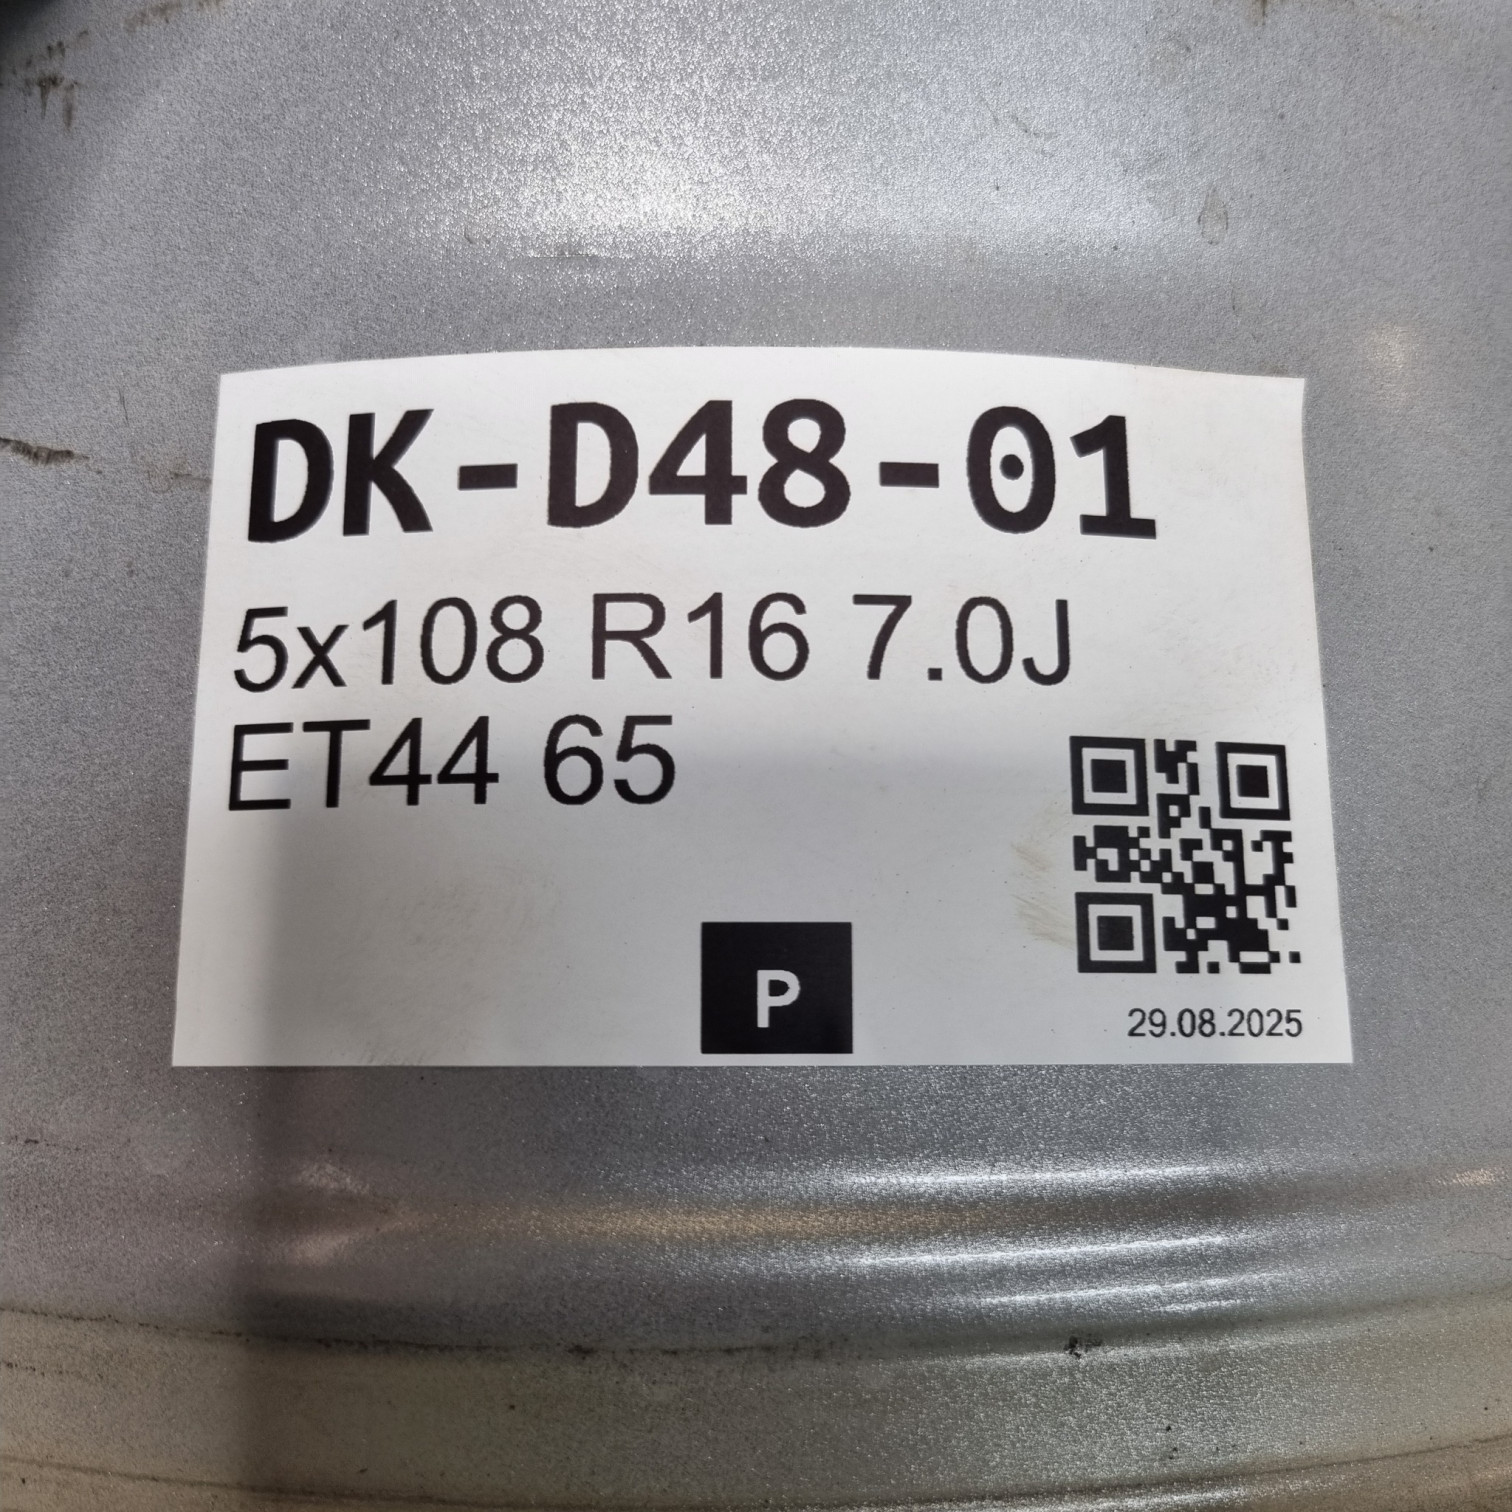 DK-D48-01
5x108 R16 7.0J
ET44 65
P
29.08.2025